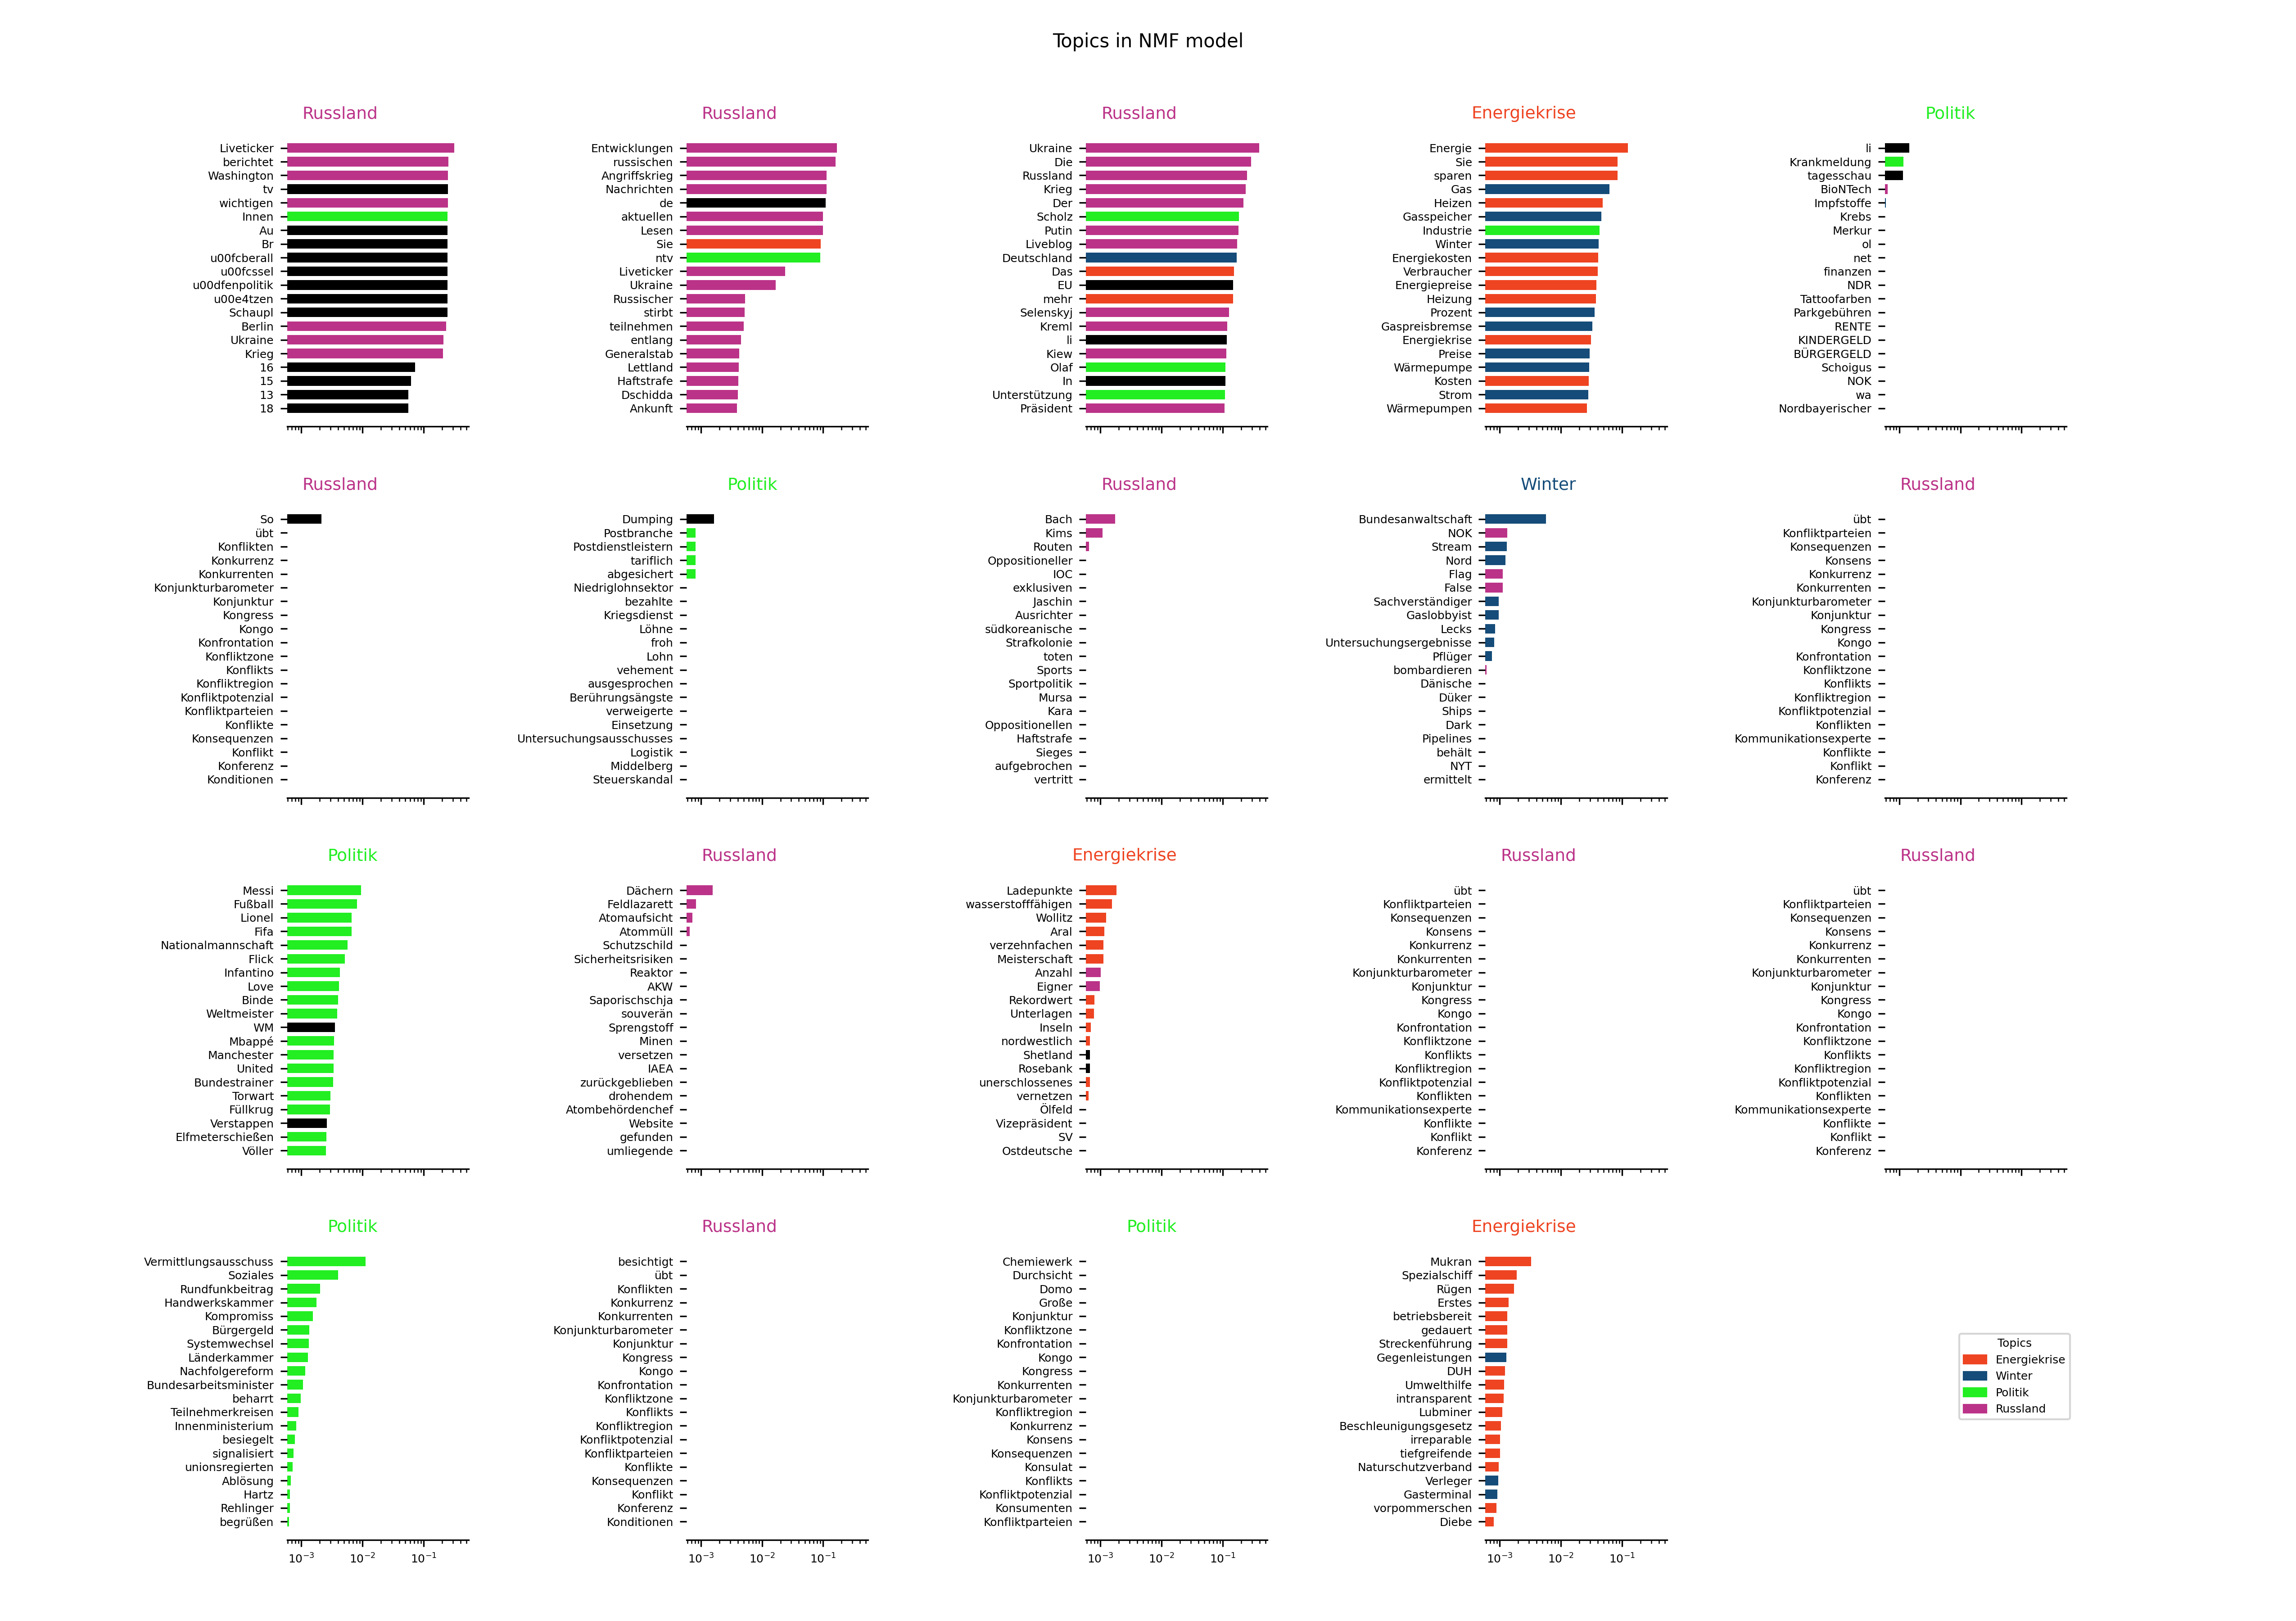 Topics in NMF model
Russland
Liveticker
berichtet
Washington
tv
wichtigen
Innen
Au
Br
u00fcberall
u00fcssel
u00dfenpolitik
u00e4tzen
Schaupl
Berlin
Ukraine
Krieg
16
15
13
18
Russland
Entwicklungen
russischen
Angriffskrieg
Nachrichten
de
aktuellen
Lesen
Sie
ntv
Liveticker
Ukraine
Russischer
stirbt
teilnehmen
entlang
Generalstab
Lettland
Haftstrafe
Dschidda
Ankunft
Russland
Ukraine
Die
Russland
Krieg
Der
Scholz
Putin
Liveblog
Deutschland
Das
EU
mehr
Selenskyj
Kreml
li
Kiew
Olaf
In
Unterstützung
Präsident
Energiekrise
Energie
Sie
sparen
Gas
Heizen
Gasspeicher
Industrie
Winter
Energiekosten
Verbraucher
Energiepreise
Heizung
Prozent
Gaspreisbremse
Energiekrise
Preise
Wärmepumpe
Kosten
Strom
Wärmepumpen
Politik
li
Krankmeldung
tagesschau
BioNTech
Impfstoffe
Krebs
Merkur
ol
net
finanzen
NDR
Tattoofarben
Parkgebühren
RENTE
KINDERGELD
BÜRGERGELD
Schoigus
NOK
wa
Nordbayerischer
Russland
So
übt
Konflikten
Konkurrenz
Konkurrenten
Konjunkturbarometer
Konjunktur
Kongress
Kongo
Konfrontation
Konfliktzone
Konflikts
Konfliktregion
Konfliktpotenzial
Konfliktparteien
Konflikte
Konsequenzen
Konflikt
Konferenz
Konditionen
Politik
Dumping
Postbranche
Postdienstleistern
tariflich
abgesichert
Niedriglohnsektor
bezahlte
Kriegsdienst
Löhne
froh
Lohn
vehement
ausgesprochen
Berührungsängste
verweigerte
Einsetzung
Untersuchungsausschusses
Logistik
Middelberg
Steuerskandal
Russland
Bach
Kims
Routen
Oppositioneller
IOC
exklusiven
Jaschin
Ausrichter
südkoreanische
Strafkolonie
toten
Sports
Sportpolitik
Mursa
Kara
Oppositionellen
Haftstrafe
Sieges
aufgebrochen
vertritt
Winter
Bundesanwaltschaft
NOK
Stream
Nord
Flag
False
Sachverständiger
Gaslobbyist
Lecks
Untersuchungsergebnisse
Pflüger
bombardieren
Dänische
Düker
Ships
Dark
Pipelines
behält
NYT
ermittelt
Russland
übt
Konfliktparteien
Konsequenzen
Konsens
Konkurrenz
Konkurrenten
Konjunkturbarometer
Konjunktur
Kongress
Kongo
Konfrontation
Konfliktzone
Konflikts
Konfliktregion
Konfliktpotenzial
Konflikten
Kommunikationsexperte
Konflikte
Konflikt
Konferenz
Politik
Messi
Fußball
Lionel
Fifa
Nationalmannschaft
Flick
Infantino
Love
Binde
Weltmeister
WM
Mbappé
Manchester
United
Bundestrainer
Torwart
Füllkrug
Verstappen
Elfmeterschießen
Völler
Russland
Dächern
Feldlazarett
Atomaufsicht
Atommüll
Schutzschild
Sicherheitsrisiken
Reaktor
AKW
Saporischschja
souverän
Sprengstoff
Minen
versetzen
IAEA
zurückgeblieben
drohendem
Atombehördenchef
Website
gefunden
umliegende
Energiekrise
Ladepunkte
wasserstofffähigen
Wollitz
Aral
verzehnfachen
Meisterschaft
Anzahl
Eigner
Rekordwert
Unterlagen
Inseln
nordwestlich
Shetland
Rosebank
unerschlossenes
vernetzen
Ölfeld
Vizepräsident
SV
Ostdeutsche
Russland
übt
Konfliktparteien
Konsequenzen
Konsens
Konkurrenz
Konkurrenten
Konjunkturbarometer
Konjunktur
Kongress
Kongo
Konfrontation
Konfliktzone
Konflikts
Konfliktregion
Konfliktpotenzial
Konflikten
Kommunikationsexperte
Konflikte
Konflikt
Konferenz
Russland
übt
Konfliktparteien
Konsequenzen
Konsens
Konkurrenz
Konkurrenten
Konjunkturbarometer
Konjunktur
Kongress
Kongo
Konfrontation
Konfliktzone
Konflikts
Konfliktregion
Konfliktpotenzial
Konflikten
Kommunikationsexperte
Konflikte
Konflikt
Konferenz
Politik
Vermittlungsausschuss
Soziales
Rundfunkbeitrag
Handwerkskammer
Kompromiss
Bürgergeld
Systemwechsel
Länderkammer
Nachfolgereform
Bundesarbeitsminister
beharrt
Teilnehmerkreisen
Innenministerium
besiegelt
signalisiert
unionsregierten
Ablösung
Hartz
Rehlinger
begrüßen
10⁻³ 10⁻² 10⁻¹
Russland
besichtigt
übt
Konflikten
Konkurrenz
Konkurrenten
Konjunkturbarometer
Konjunktur
Kongress
Kongo
Konfrontation
Konfliktzone
Konflikts
Konfliktregion
Konfliktpotenzial
Konfliktparteien
Konflikte
Konsequenzen
Konflikt
Konferenz
Konditionen
10⁻³ 10⁻² 10⁻¹
Politik
Chemiewerk
Durchsicht
Domo
Große
Konjunktur
Konfliktzone
Konfrontation
Kongo
Kongress
Konkurrenten
Konjunkturbarometer
Konfliktregion
Konkurrenz
Konsens
Konsequenzen
Konsulat
Konflikts
Konfliktpotenzial
Konsumenten
Konfliktparteien
10⁻³ 10⁻² 10⁻¹
Energiekrise
Mukran
Spezialschiff
Rügen
Erstes
betriebsbereit
gedauert
Streckenführung
Gegenleistungen
DUH
Umwelthilfe
intransparent
Lubminer
Beschleunigungsgesetz
irreparable
tiefgreifende
Naturschutzverband
Verleger
Gasterminal
vorpommerschen
Diebe
10⁻³ 10⁻² 10⁻¹
Topics
Energiekrise
Winter
Politik
Russland